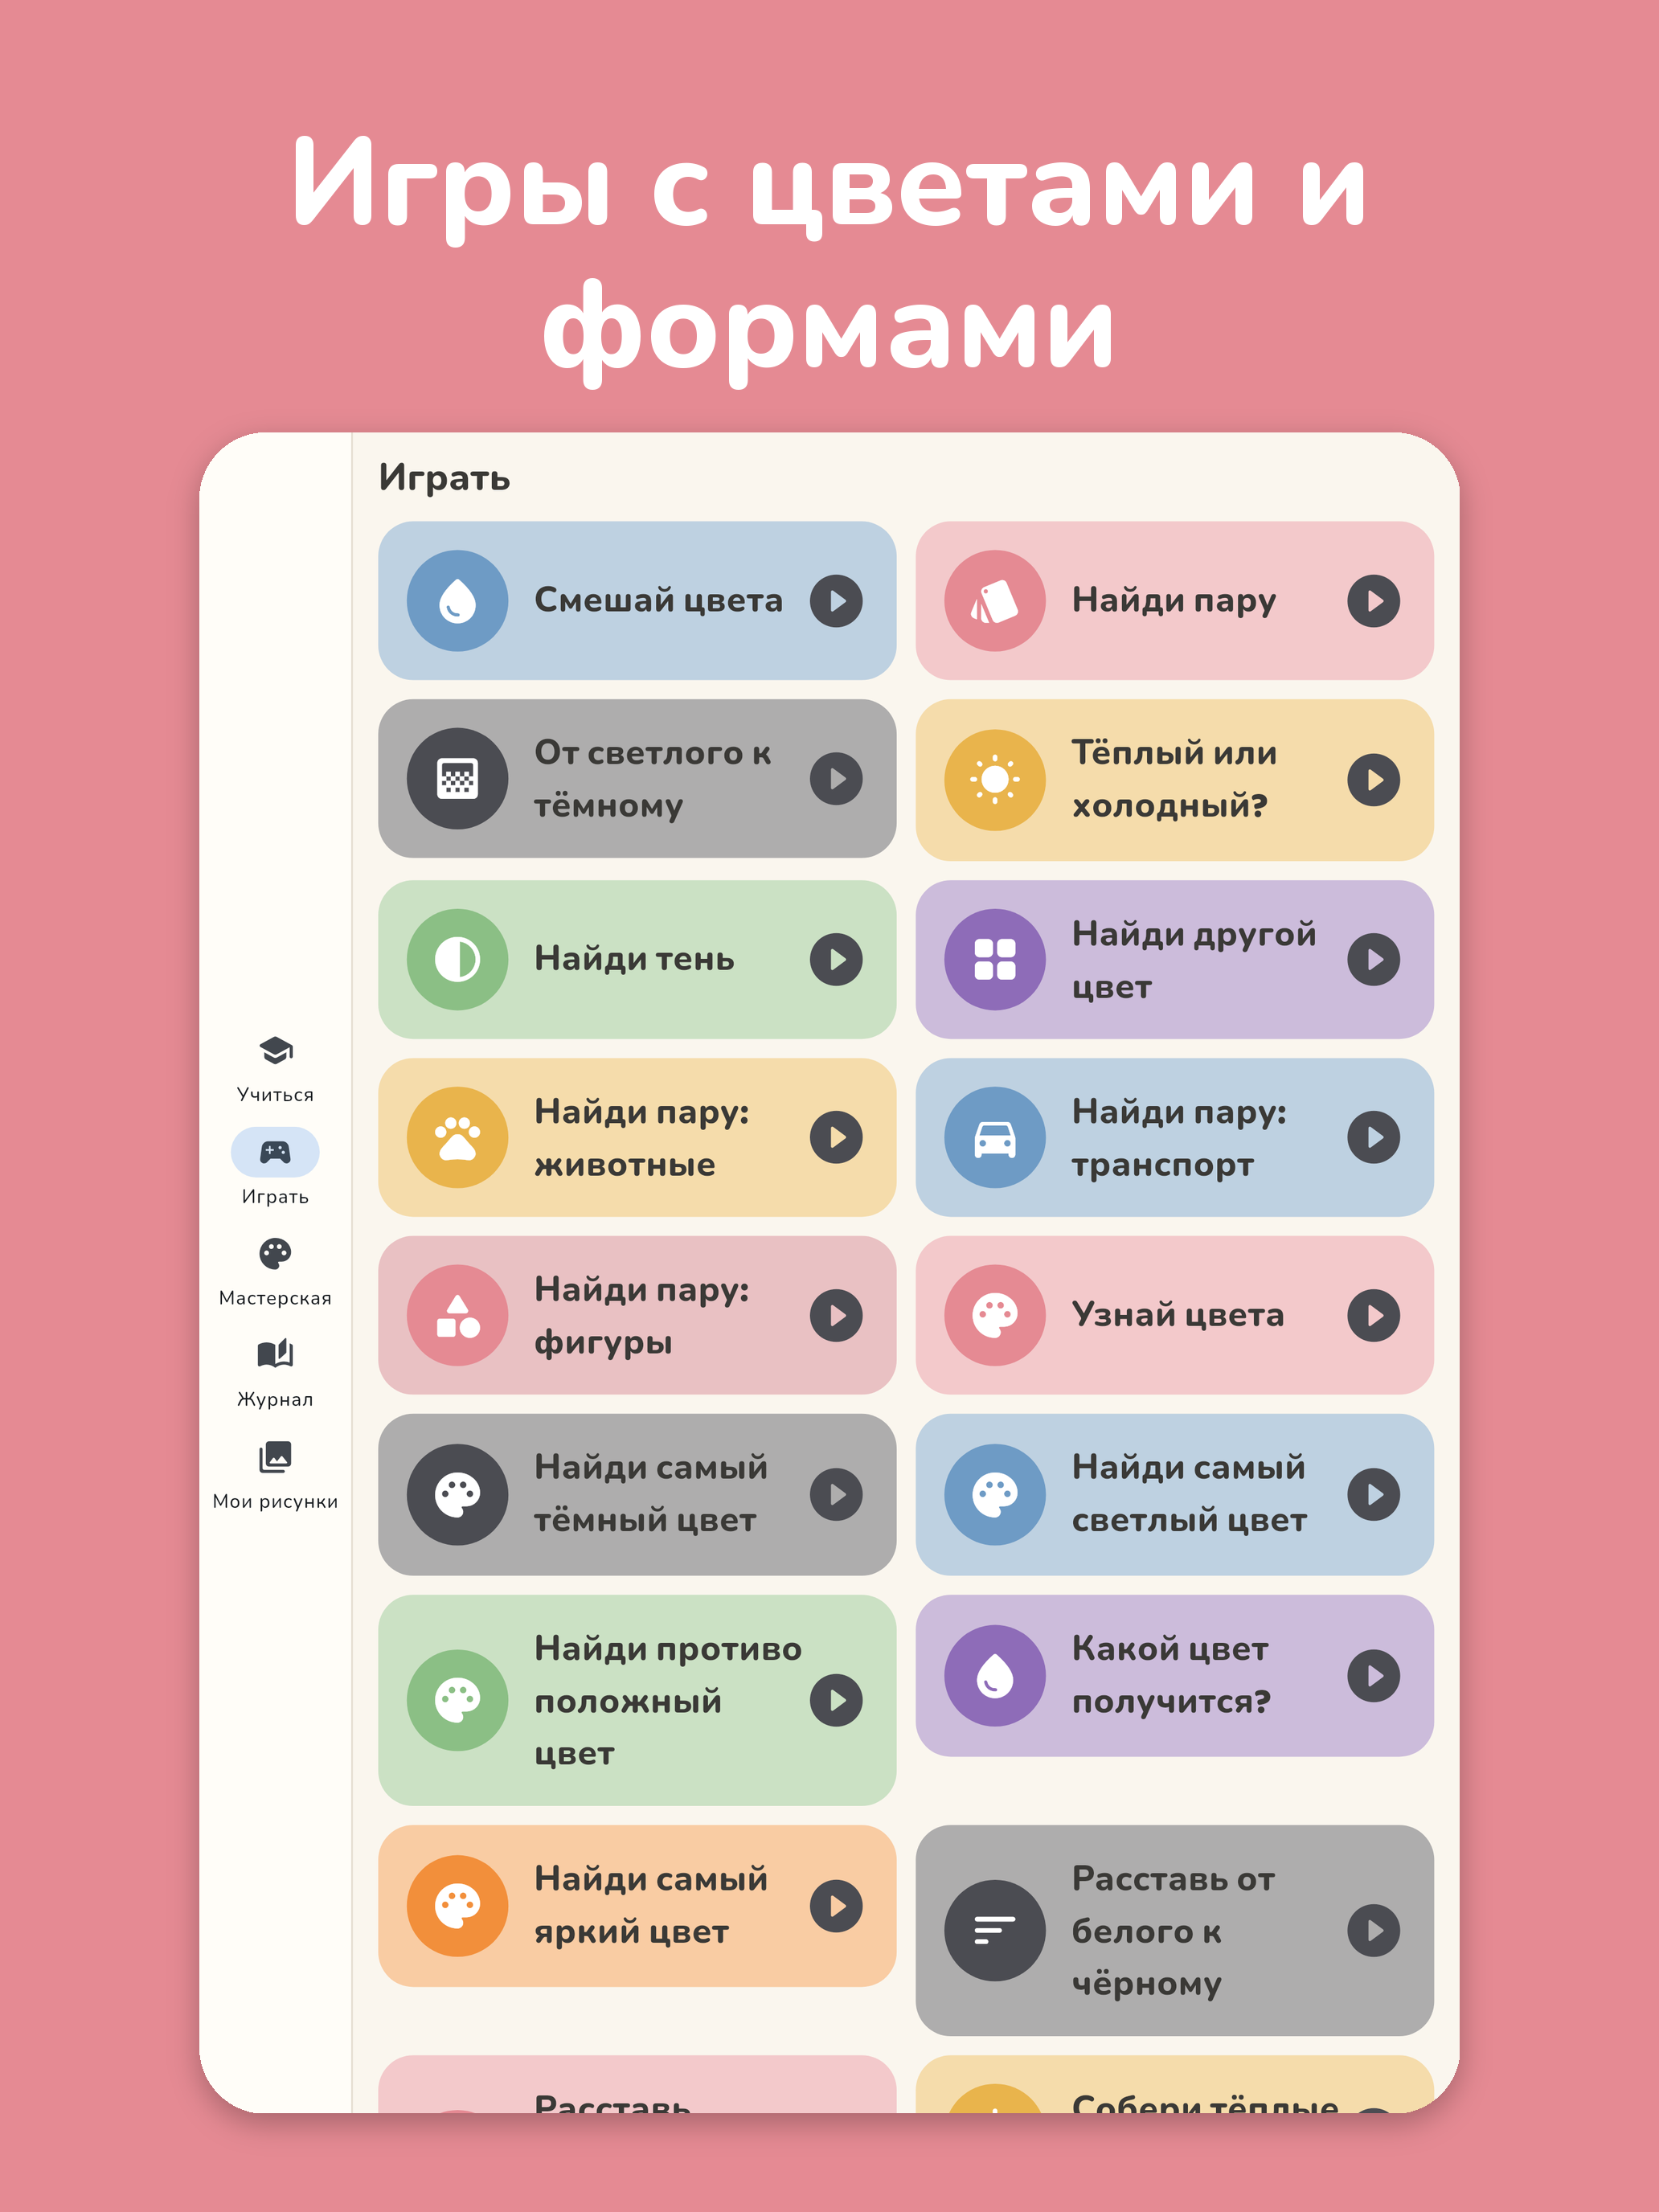 Игры с цветами и
формами
Играть
Смешай цвета
Найди пару
От светлого к
тёмному
Тёплый или
холодный?
Найди тень
Найди другой
цвет
Найди пару:
животные
Найди пару:
транспорт
Найди пару:
фигуры
Узнай цвета
Найди самый
тёмный цвет
Найди самый
светлый цвет
Найди противо
положный
цвет
Какой цвет
получится?
Найди самый
яркий цвет
Расставь от
белого к
чёрному
Расставь
Собери тёплые
Учиться
Играть
Мастерская
Журнал
Мои рисунки